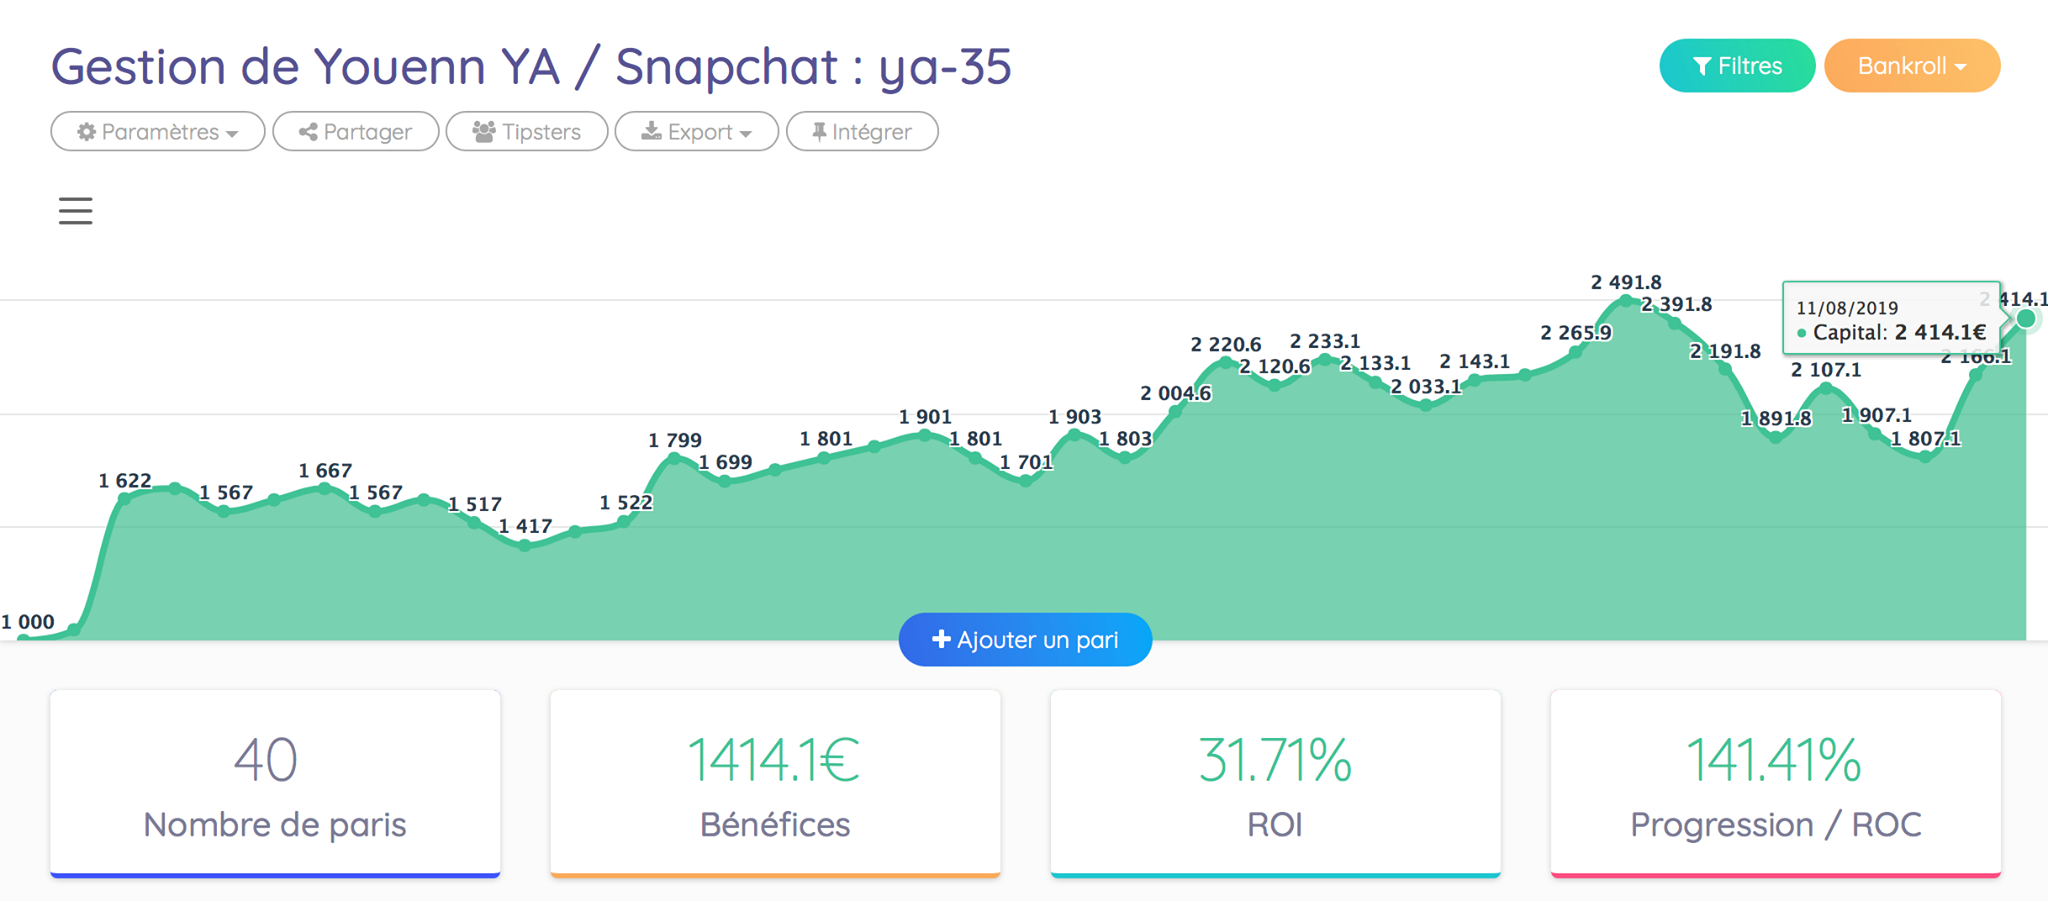 Gestion de Youenn YA / Snapchat : ya-35
Filtres
Bankroll
Paramètres
Partager
Tipsters
Export
Intégrer
1 000
1 622
1 567
1 667
1 567
1 517
1 417
1 522
1 799
1 699
1 801
1 901
1 801
1 701
1 903
1 803
2 004.6
2 220.6
2 120.6
2 233.1
2 133.1
2 033.1
2 143.1
2 265.9
2 491.8
2 391.8
2 191.8
1 891.8
2 107.1
1 907.1
1 807.1
2 166.1
2 414.1
11/08/2019
Capital: 2 414.1€
Ajouter un pari
40
Nombre de paris
1414.1€
Bénéfices
31.71%
ROI
141.41%
Progression / ROC